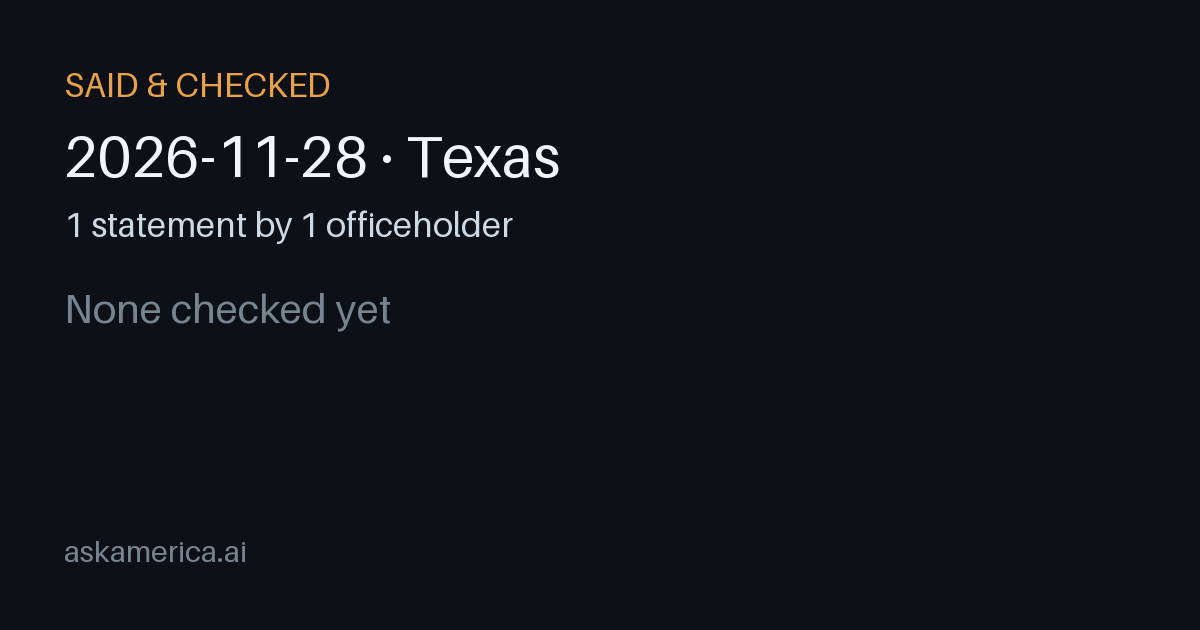 SAID & CHECKED
2026-11-28 · Texas
1 statement by 1 officeholder
None checked yet
askamerica.ai